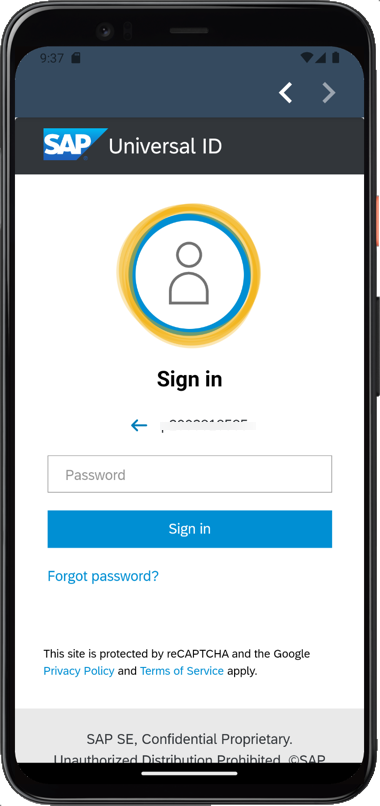 9:37
SAP Universal ID
Sign in
Password
Sign in
Forgot password?
This site is protected by reCAPTCHA and the Google
Privacy Policy and Terms of Service apply.
SAP SE, Confidential Proprietary.
Unauthorized Distribution Prohibited. ©SAP